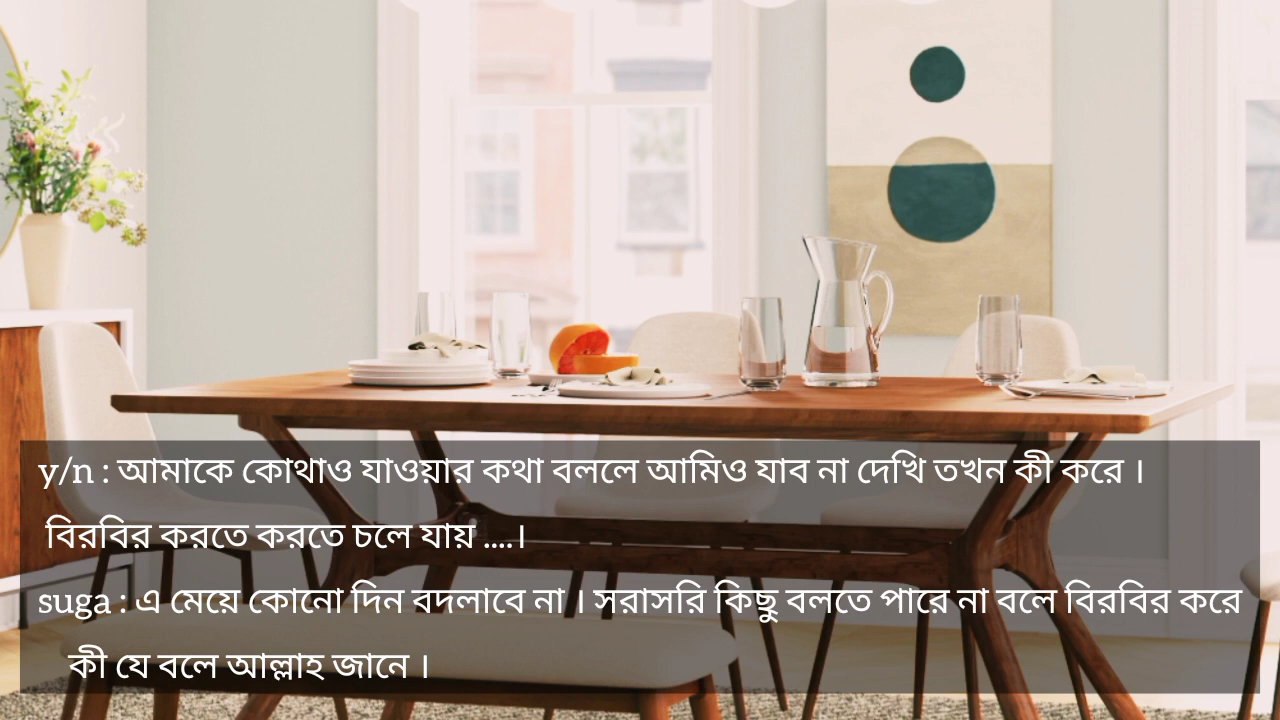 y/n : আমাকে কোথাও যাওয়ার কথা বললে আমিও যাব না দেখি তখন কী করে ।
বিরবির করতে করতে চলে যায় ....।
suga : এ মেয়ে কোনো দিন বদলাবে না । সরাসরি কিছু বলতে পারে না বলে বিরবির করে
কী যে বলে আল্লাহ জানে ।